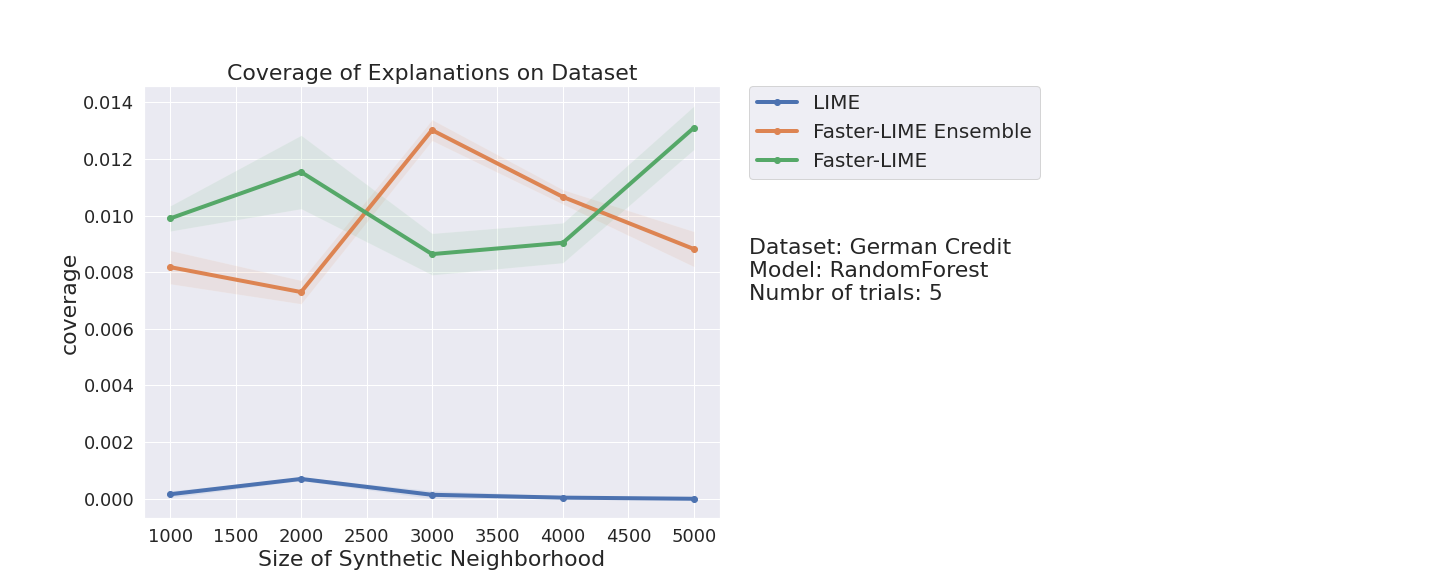 Coverage of Explanations on Dataset
0.014
0.012
0.010
0.008
0.006
0.004
0.002
0.000
coverage
1000 1500 2000 2500 3000 3500 4000 4500 5000
Size of Synthetic Neighborhood
LIME
Faster-LIME Ensemble
Faster-LIME
Dataset: German Credit
Model: RandomForest
Numbr of trials: 5